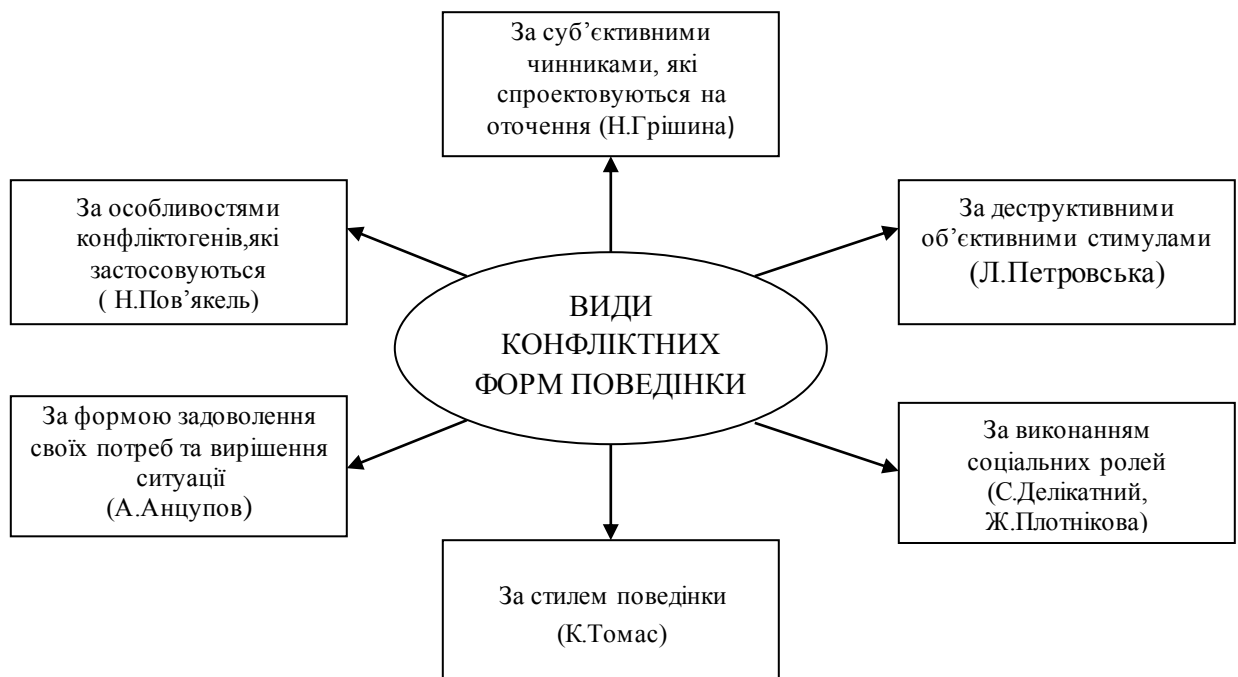 За суб’єктивними
чинниками, які
спроектовуються на
оточення (Н.Грішина)
За особливостями
конфліктогенів,які
застосовуються
( Н.Пов’якель)
За деструктивними
об’єктивними стимулами
(Л.Петровська)
ВИДИ
КОНФЛІКТНИХ
ФОРМ ПОВЕДІНКИ
За формою задоволення
своїх потреб та вирішення
ситуації
(А.Анцупов)
За виконанням
соціальних ролей
(С.Делікатний,
Ж.Плотнікова)
За стилем поведінки
(К.Томас)